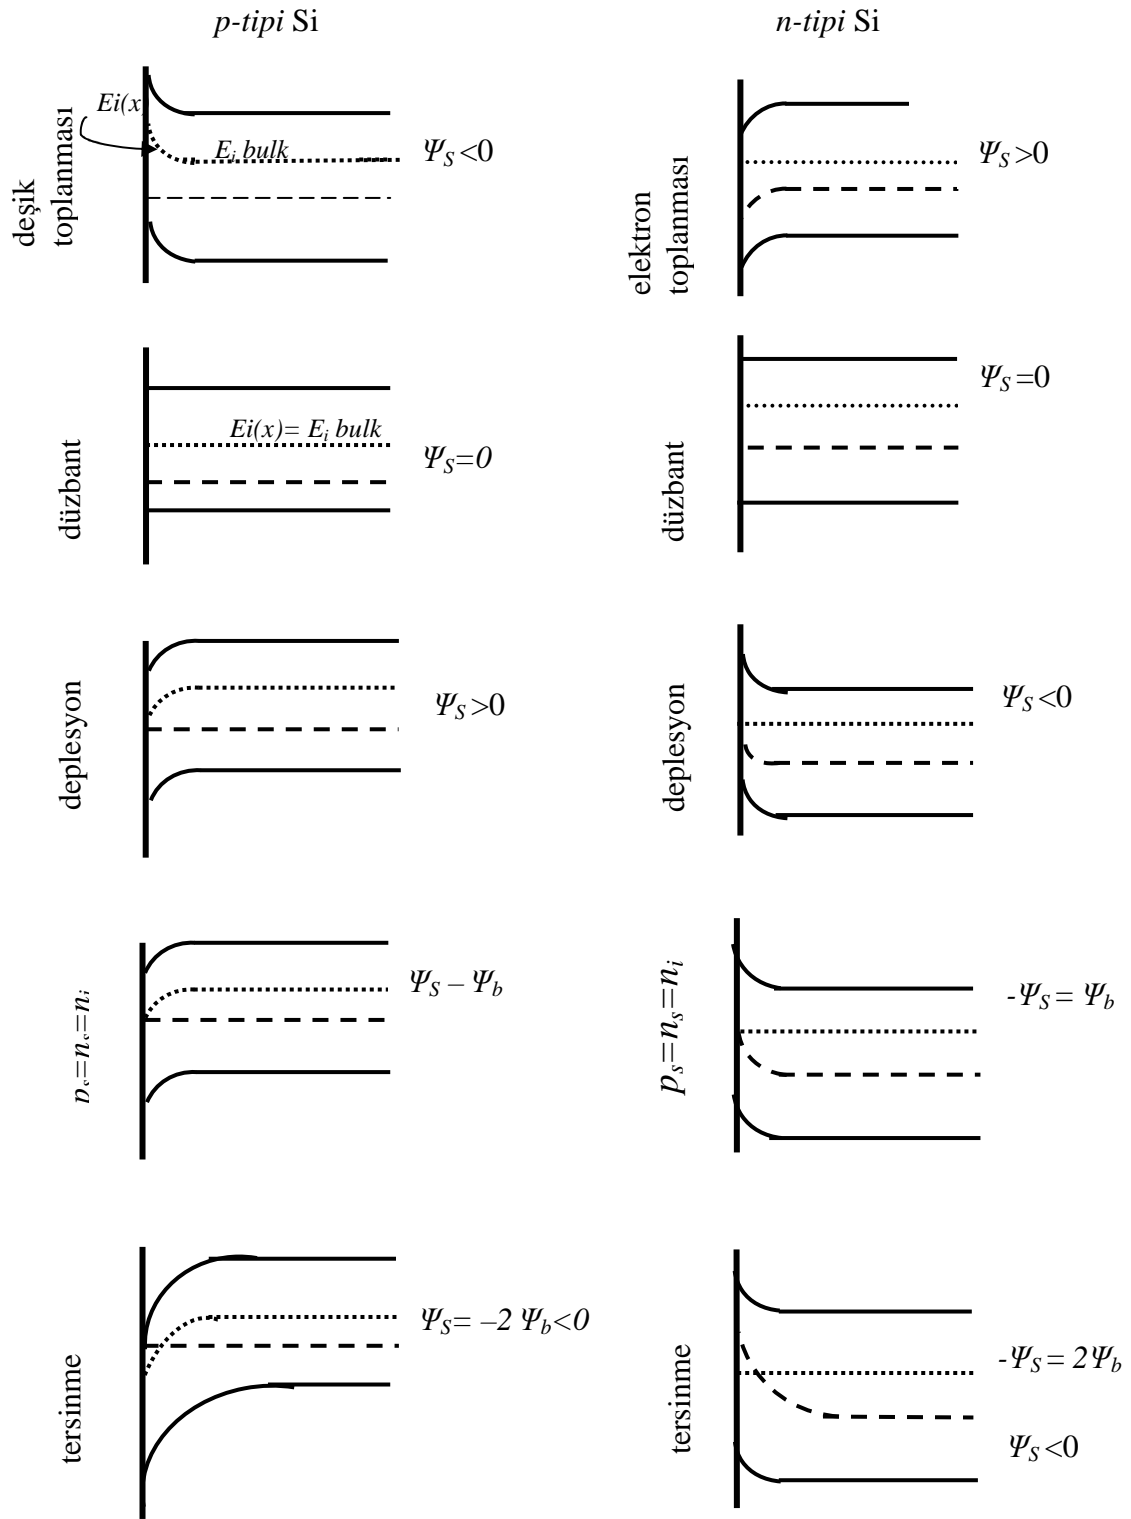 p-tipi Si
n-tipi Si
deşik
toplanması
Ei(x)
E_i bulk
Ψ_S<0
elektron
toplanması
Ψ_S>0
düzbant
Ei(x)= E_i bulk
Ψ_S=0
düzbant
Ψ_S=0
deplesyon
Ψ_S>0
deplesyon
Ψ_S<0
p_s=n_s=n_i
Ψ_S – Ψ_b
p_s=n_s=n_i
-Ψ_S= Ψ_b
tersinme
Ψ_S= –2 Ψ_b<0
tersinme
-Ψ_S= 2Ψ_b
Ψ_S<0